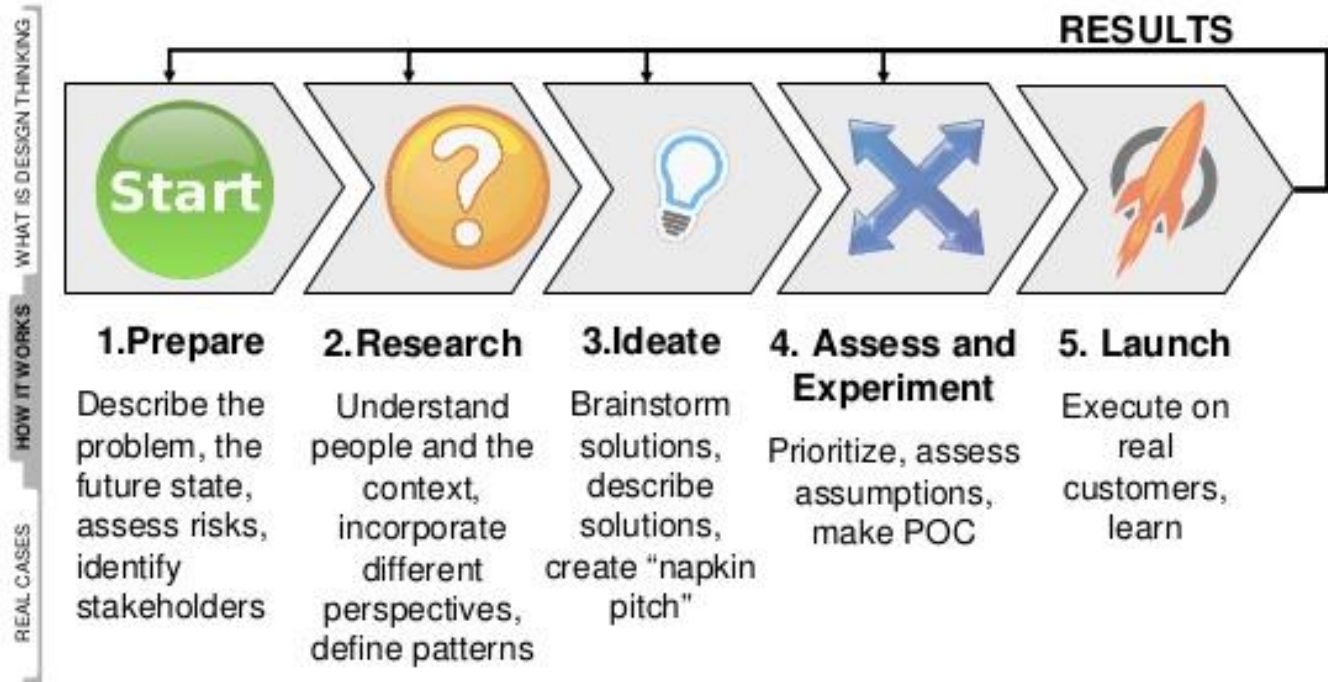 WHAT IS DESIGN THINKING
HOW IT WORKS
REAL CASES
RESULTS
Start
?
1.Prepare
Describe the
problem, the
future state,
assess risks,
identify
stakeholders
2.Research
Understand
people and the
context,
incorporate
different
perspectives,
define patterns
3.Ideate
Brainstorm
solutions,
describe
solutions,
create “napkin
pitch”
4. Assess and
Experiment
Prioritize, assess
assumptions,
make POC
5. Launch
Execute on
real
customers,
learn